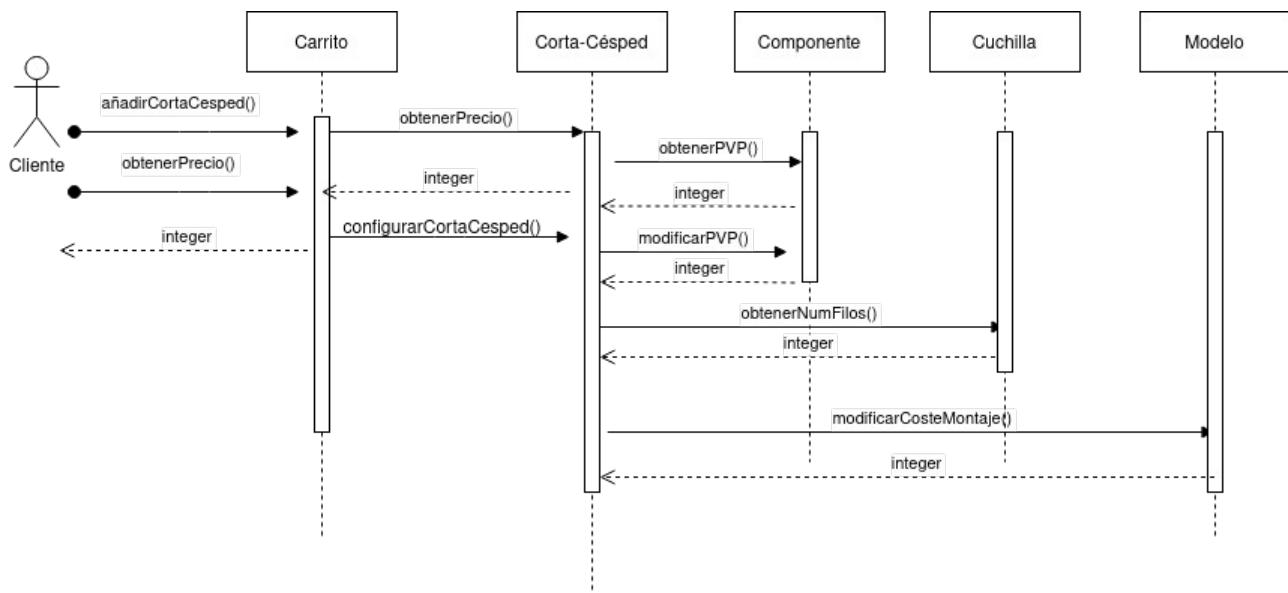 Carrito
Corta-Césped
Componente
Cuchilla
Modelo
Cliente
añadirCortaCesped()
obtenerPrecio()
obtenerPVP()
obtenerPrecio()
integer
integer
configurarCortaCesped()
integer
modificarPVP()
integer
obtenerNumFilos()
integer
modificarCosteMontaje()
integer